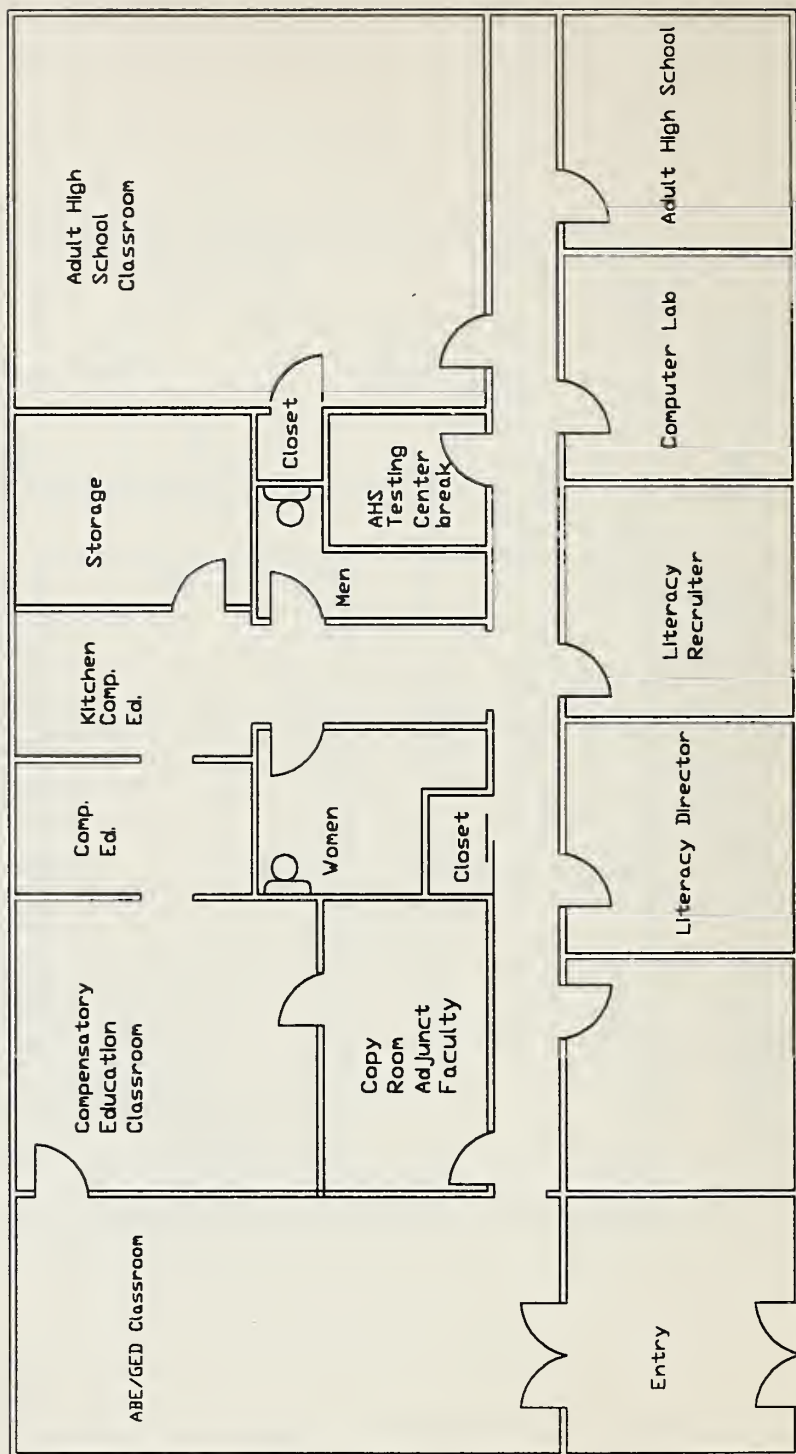 ABE/GED Classroom
Compensatory
Education
Classroom
Comp.
Ed.
Kitchen
Comp.
Ed.
Storage
Adult High
School
Classroom
Copy
Room
Adjunct
Faculty
Women
Closet
Men
Closet
AHS
Testing
Center
break
Entry
Literacy Director
Literacy
Recruiter
Computer Lab
Adult High School